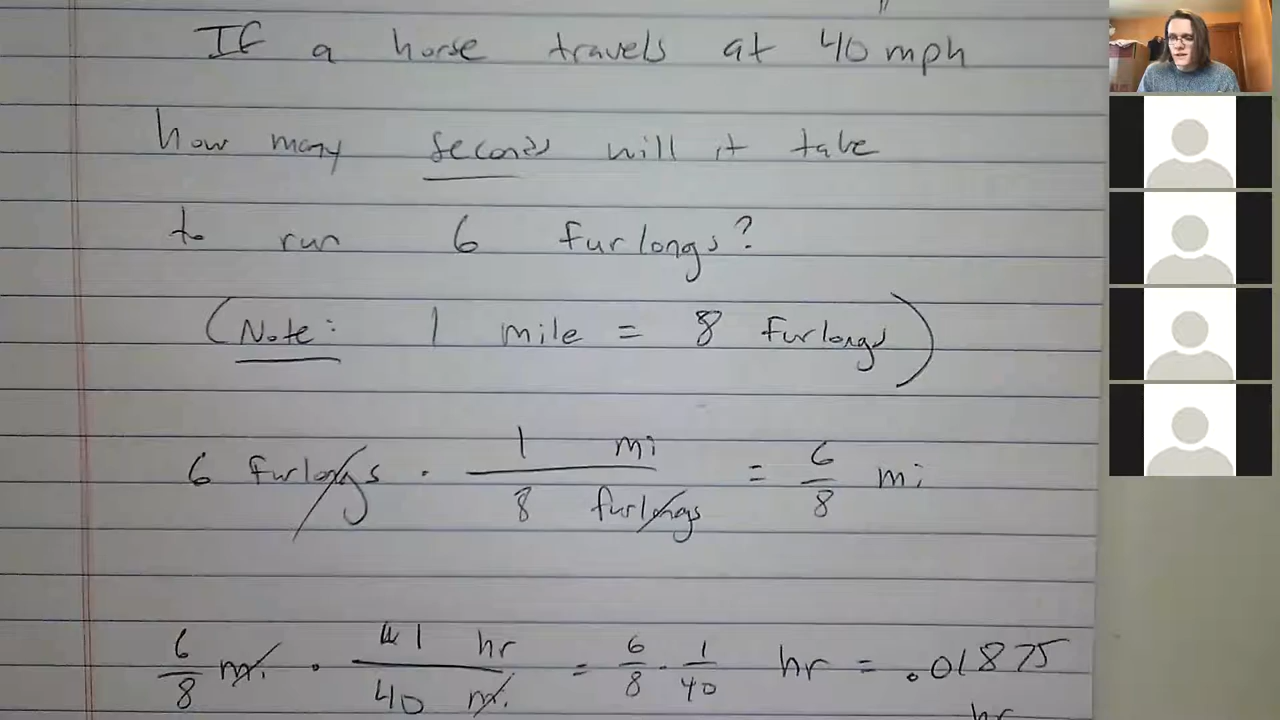 If a horse travels at 40 mph
how many seconds will it take
to run 6 furlongs?
(Note: 1 mile = 8 furlongs)
6 furlongs · 1 mi / 8 furlongs = 6/8 mi
6/8 mi · 1 hr / 40 mi = 6/8 · 1/40 hr = .01875
hr